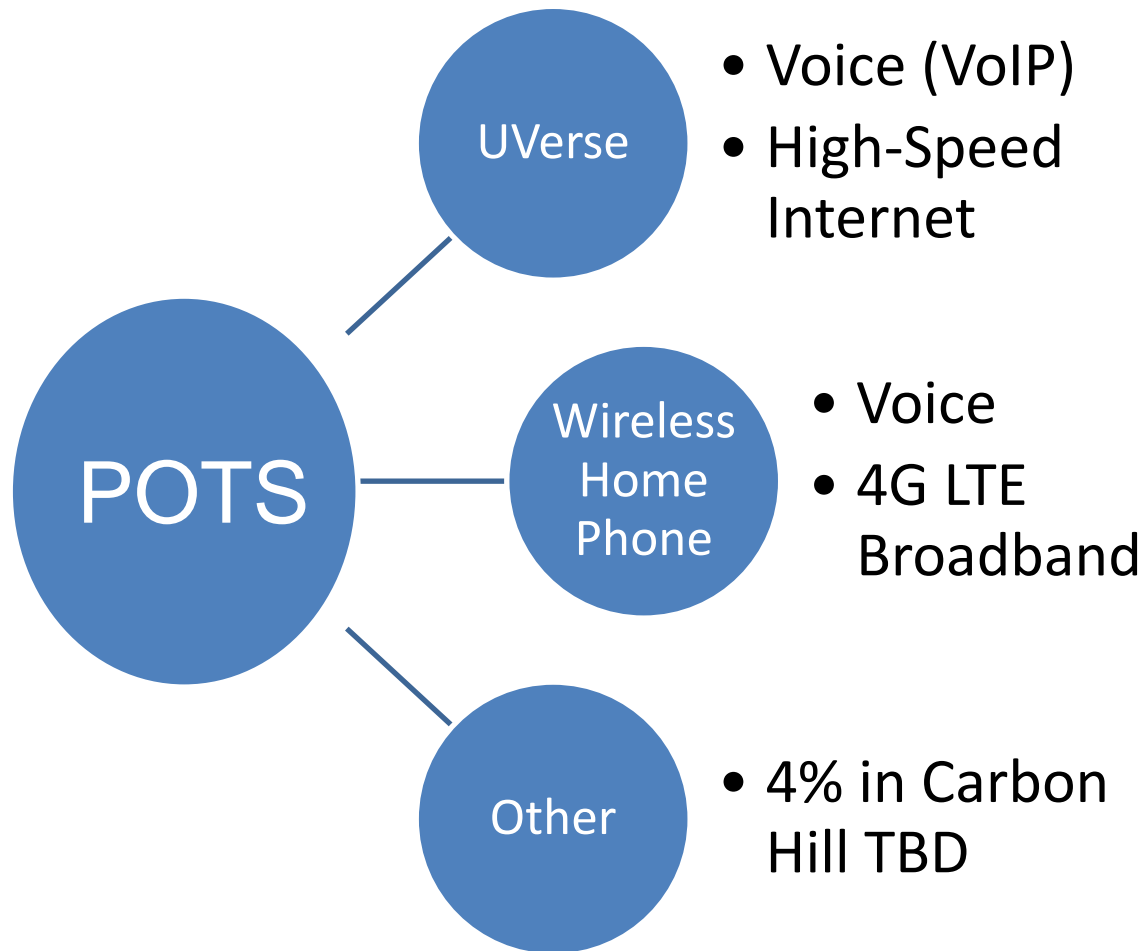 UVerse
• Voice (VoIP)
• High-Speed
Internet
POTS
Wireless
Home
Phone
• Voice
• 4G LTE
Broadband
Other
• 4% in Carbon
Hill TBD